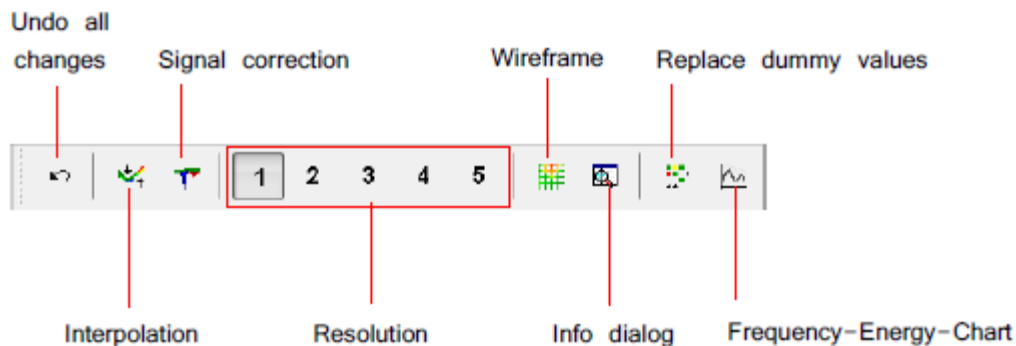 Undo all
changes
Signal correction
Wireframe
Replace dummy values
1 2 3 4 5
Interpolation
Resolution
Info dialog
Frequency-Energy-Chart